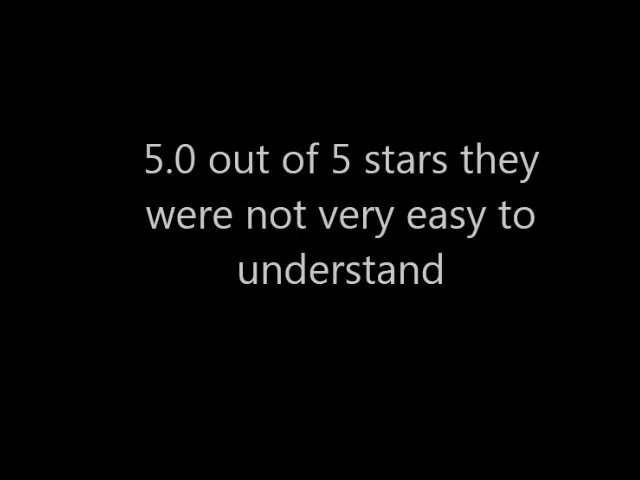 5.0 out of 5 stars they
were not very easy to
understand